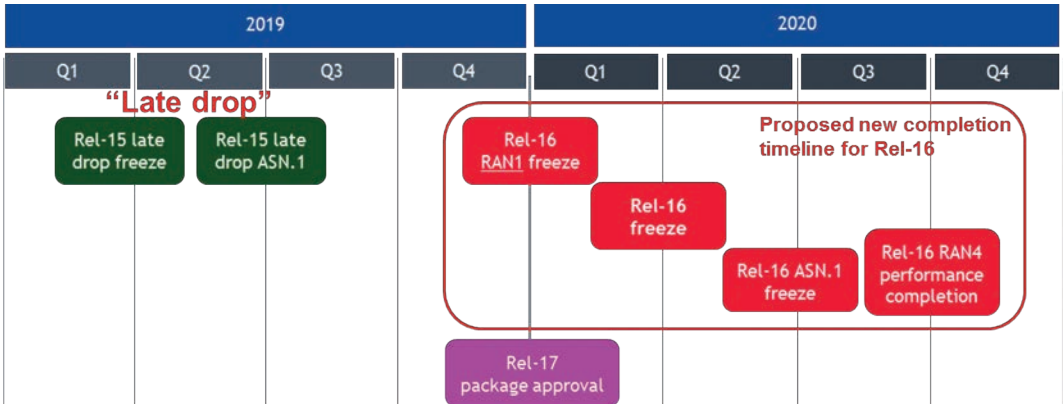 2019
2020
Q1
Q2
Q3
Q4
Q1
Q2
Q3
Q4
“Late drop”
Rel-15 late
drop freeze
Rel-15 late
drop ASN.1
Rel-16
RAN1 freeze
Proposed new completion
timeline for Rel-16
Rel-16
freeze
Rel-16 ASN.1
freeze
Rel-16 RAN4
performance
completion
Rel-17
package approval